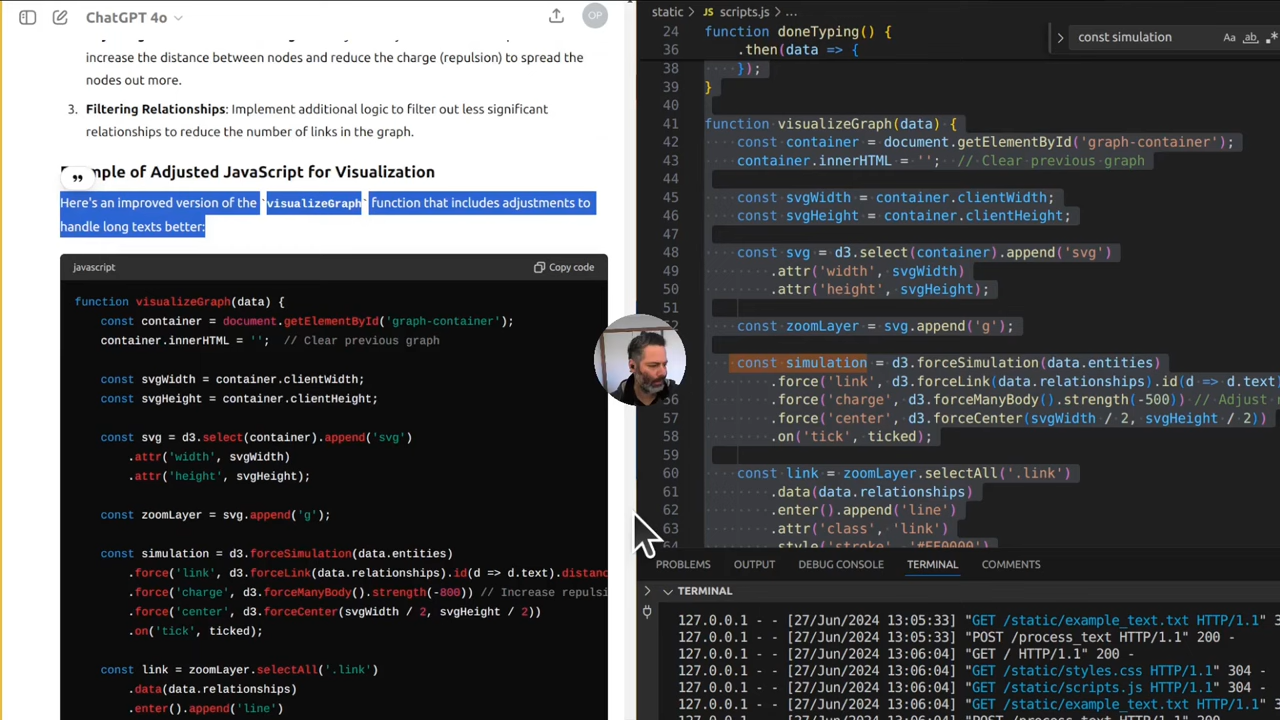 ChatGPT 4o
OP
increase the distance between nodes and reduce the charge (repulsion) to spread the
nodes out more.
3. Filtering Relationships: Implement additional logic to filter out less significant
relationships to reduce the number of links in the graph.
mple of Adjusted JavaScript for Visualization
Here's an improved version of the `visualizeGraph` function that includes adjustments to
handle long texts better:
javascript
Copy code
function visualizeGraph(data) {
const container = document.getElementById('graph-container');
container.innerHTML = ''; // Clear previous graph
const svgWidth = container.clientWidth;
const svgHeight = container.clientHeight;
const svg = d3.select(container).append('svg')
.attr('width', svgWidth)
.attr('height', svgHeight);
const zoomLayer = svg.append('g');
const simulation = d3.forceSimulation(data.entities)
.force('link', d3.forceLink(data.relationships).id(d => d.text).distanc
.force('charge', d3.forceManyBody().strength(-800)) // Increase repulsi
.force('center', d3.forceCenter(svgWidth / 2, svgHeight / 2))
.on('tick', ticked);
const link = zoomLayer.selectAll('.link')
.data(data.relationships)
.enter().append('line')
static > JS scripts.js > ...
const simulation
Aa ab .*
24 function doneTyping() {
36 .then(data => {
38 });
39 }
40
41 function visualizeGraph(data) {
42 const container = document.getElementById('graph-container');
43 container.innerHTML = ''; // Clear previous graph
44
45 const svgWidth = container.clientWidth;
46 const svgHeight = container.clientHeight;
47
48 const svg = d3.select(container).append('svg')
49 .attr('width', svgWidth)
50 .attr('height', svgHeight);
51
52 const zoomLayer = svg.append('g');
const simulation = d3.forceSimulation(data.entities)
.force('link', d3.forceLink(data.relationships).id(d => d.text)
56 .force('charge', d3.forceManyBody().strength(-500)) // Adjust
57 .force('center', d3.forceCenter(svgWidth / 2, svgHeight / 2))
58 .on('tick', ticked);
59
60 const link = zoomLayer.selectAll('.link')
61 .data(data.relationships)
62 .enter().append('line')
63 .attr('class', 'link')
64 .style('stroke', '#FF0000')
PROBLEMS OUTPUT DEBUG CONSOLE TERMINAL COMMENTS
TERMINAL
127.0.0.1 - - [27/Jun/2024 13:05:33] "GET /static/example_text.txt HTTP/1.1" 3
127.0.0.1 - - [27/Jun/2024 13:05:33] "POST /process_text HTTP/1.1" 200 -
127.0.0.1 - - [27/Jun/2024 13:06:04] "GET / HTTP/1.1" 200 -
127.0.0.1 - - [27/Jun/2024 13:06:04] "GET /static/styles.css HTTP/1.1" 304 -
127.0.0.1 - - [27/Jun/2024 13:06:04] "GET /static/scripts.js HTTP/1.1" 304 -
127.0.0.1 - - [27/Jun/2024 13:06:04] "GET /static/example_text.txt HTTP/1.1" 3